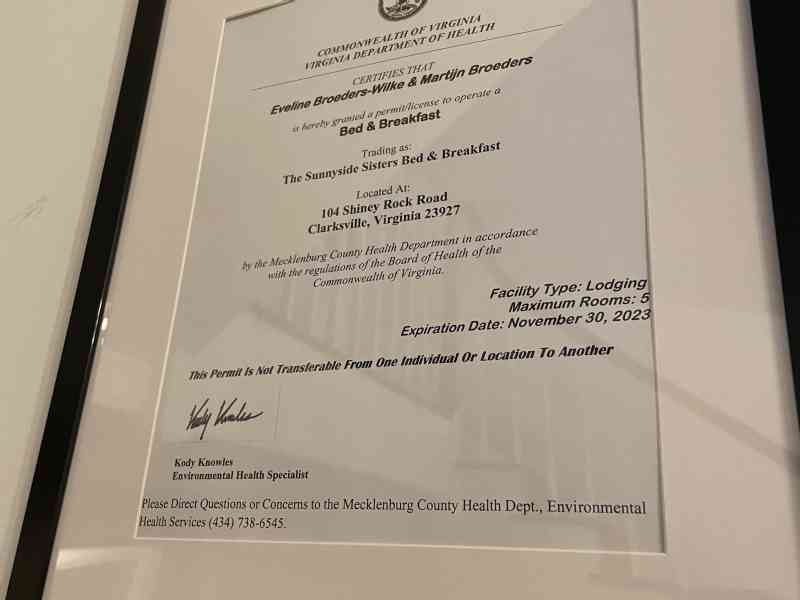 COMMONWEALTH OF VIRGINIA
VIRGINIA DEPARTMENT OF HEALTH
CERTIFIES THAT
Eveline Broeders-Wilke & Martijn Broeders
is hereby granted a permit/license to operate a
Bed & Breakfast
Trading as:
The Sunnyside Sisters Bed & Breakfast
Located At:
104 Shiney Rock Road
Clarksville, Virginia 23927
by the Mecklenburg County Health Department in accordance
with the regulations of the Board of Health of the
Commonwealth of Virginia.
Facility Type: Lodging
Maximum Rooms: 5
Expiration Date: November 30, 2023
This Permit Is Not Transferable From One Individual Or Location To Another
Kody Knowles
Kody Knowles
Environmental Health Specialist
Please Direct Questions or Concerns to the Mecklenburg County Health Dept., Environmental
Health Services (434) 738-6545.